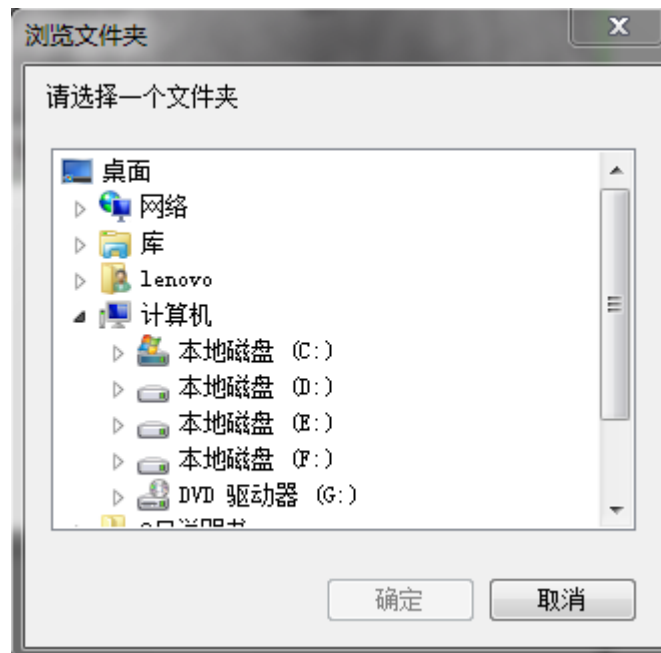 浏览文件夹
请选择一个文件夹
桌面
网络
库
lenovo
计算机
本地磁盘 (C:)
本地磁盘 (D:)
本地磁盘 (E:)
本地磁盘 (F:)
DVD 驱动器 (G:)
确定
取消